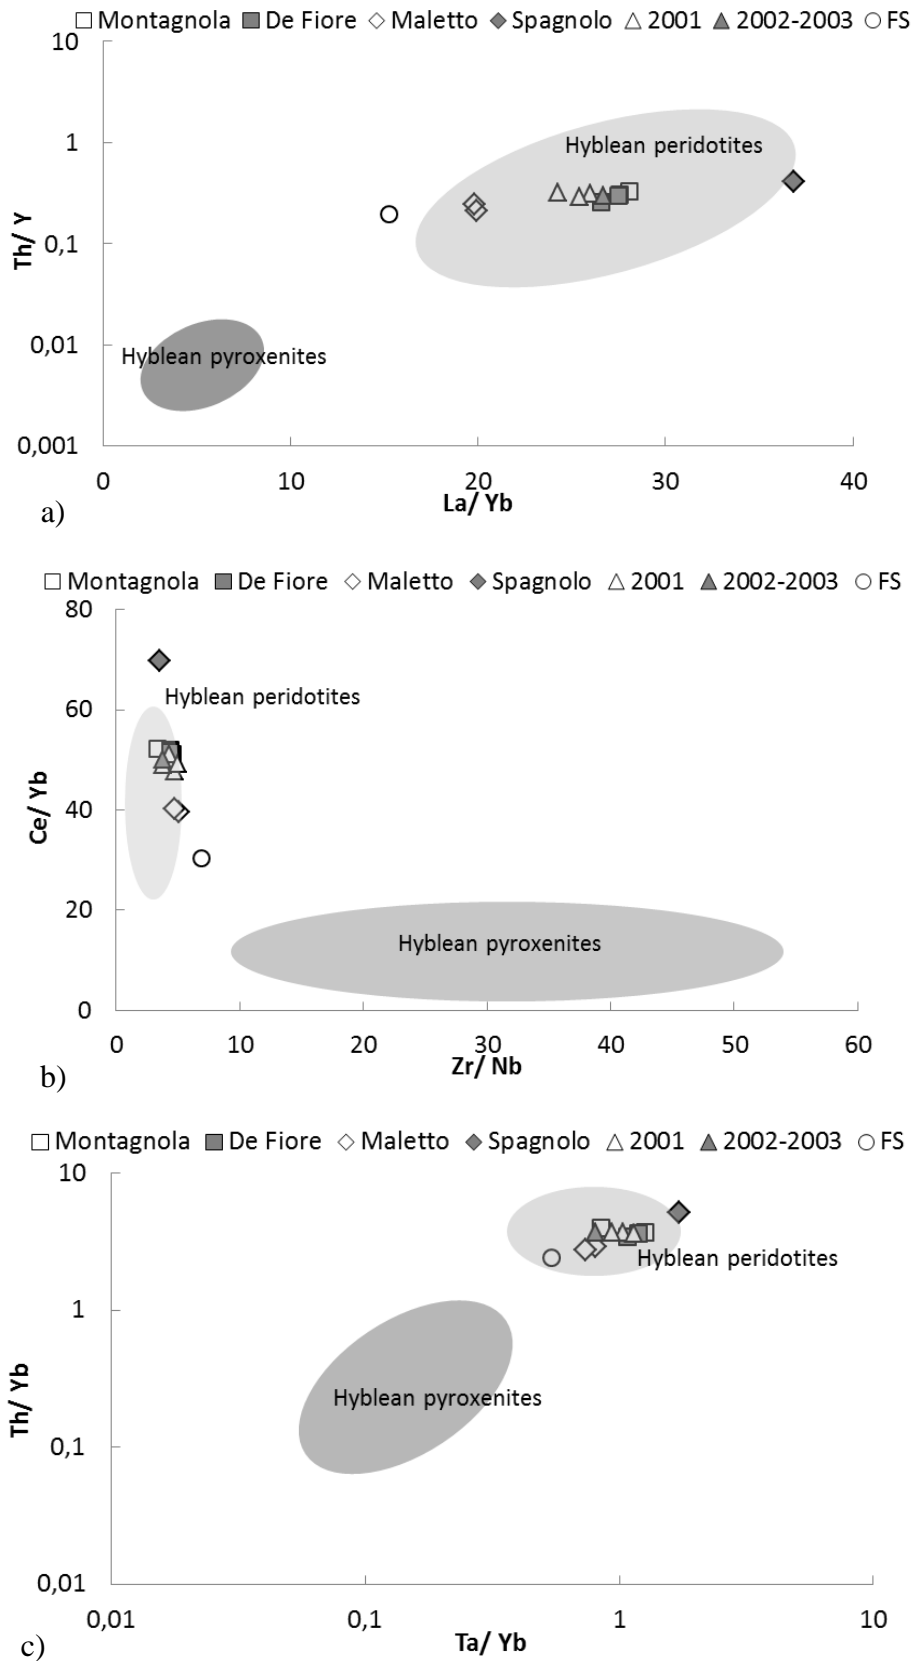 Montagnola De Fiore Maletto Spagnolo 2001 2002-2003 FS
10
1
Hyblean peridotites
Th/ Y
0,1
0,01
Hyblean pyroxenites
0,001
0 10 20 30 40
La/ Yb
a)
Montagnola De Fiore Maletto Spagnolo 2001 2002-2003 FS
80
Hyblean peridotites
60
Ce/ Yb
40
20
Hyblean pyroxenites
0
0 10 20 30 40 50 60
Zr/ Nb
b)
Montagnola De Fiore Maletto Spagnolo 2001 2002-2003 FS
10
Hyblean peridotites
1
Th/ Yb
Hyblean pyroxenites
0,1
0,01
0,01 0,1 1 10
Ta/ Yb
c)